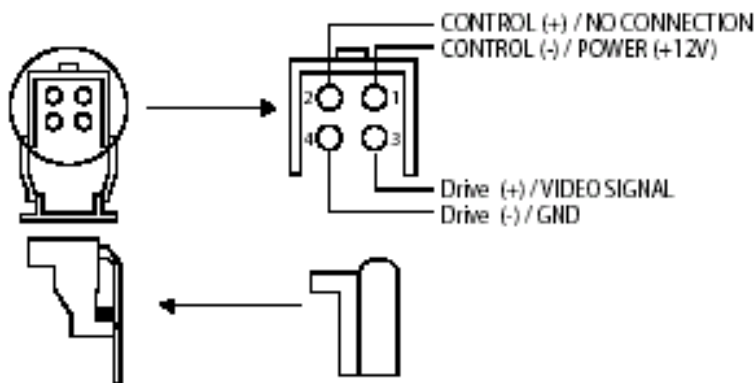 CONTROL (+) / NO CONNECTION
CONTROL (-) / POWER (+12V)
2 1
4 3
Drive (+) / VIDEO SIGNAL
Drive (-) / GND